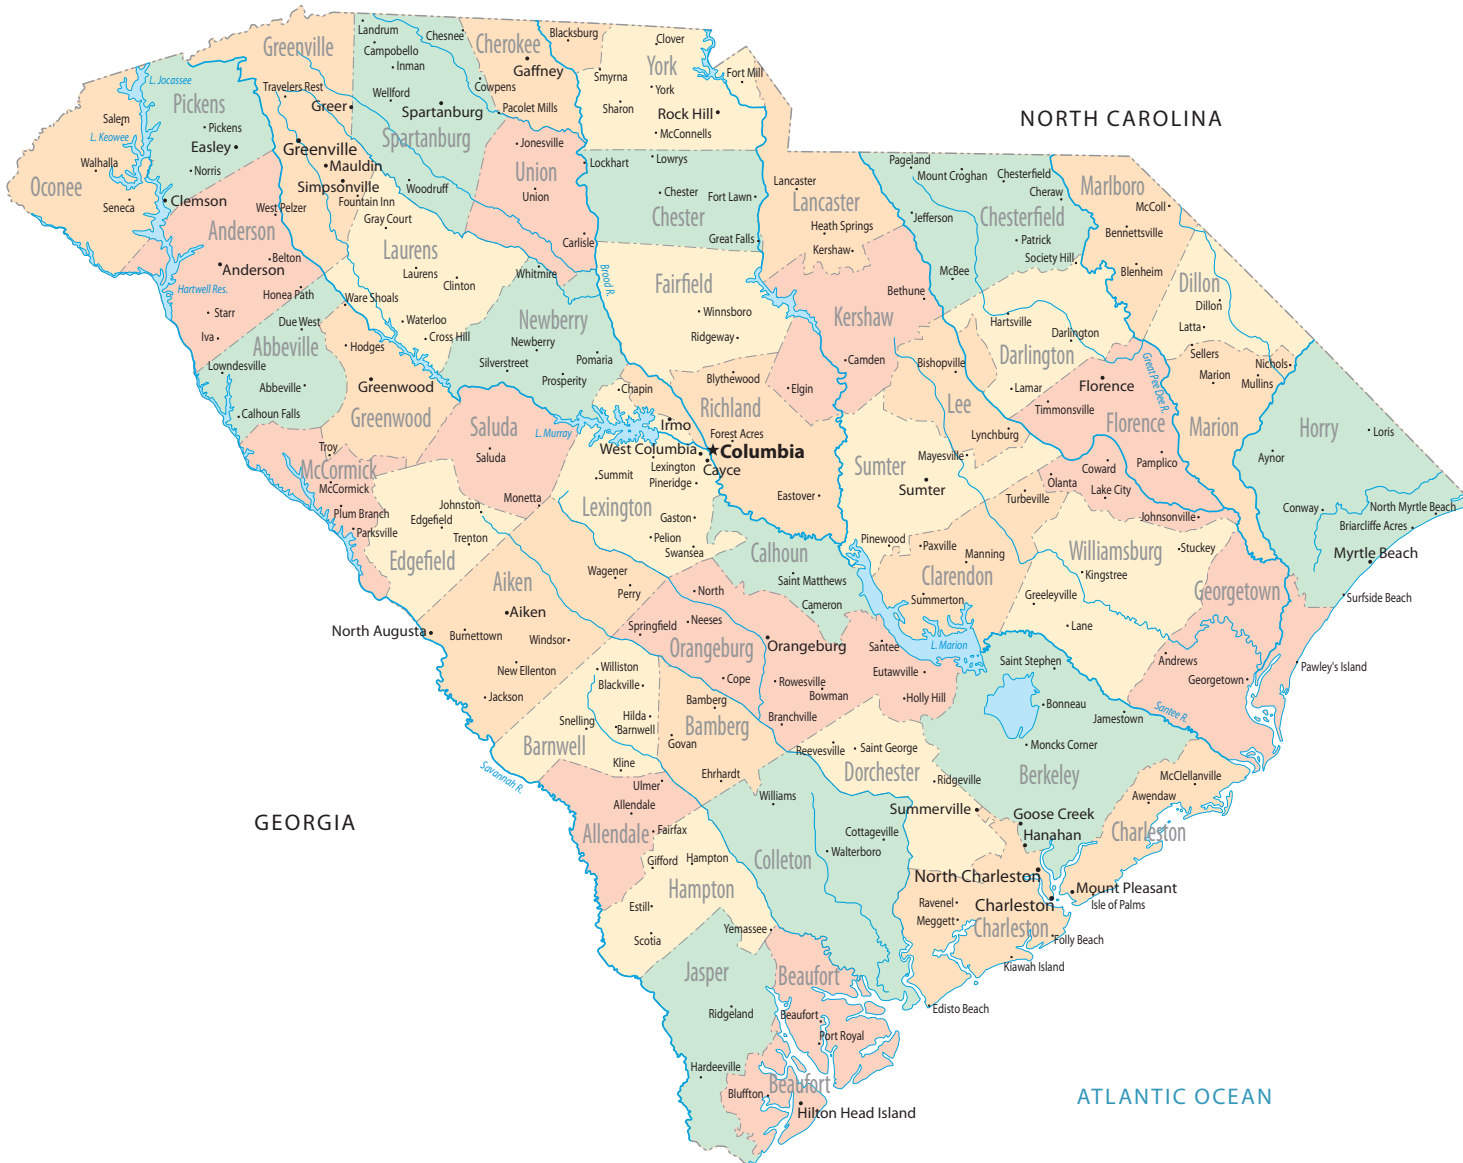 Landrum
Chesnee
Blacksburg
Cherokee
Clover
Greenville
Campobello
Inman
Gaffney
York
Fort Mill
Smyrna
L. Jocassee
Travelers Rest
Wellford
Cowpens
York
Pickens
Greer
Spartanburg
Pacolet Mills
Sharon
Rock Hill
NORTH CAROLINA
Salem
Pickens
McConnells
L. Keowee
Easley
Greenville
Spartanburg
Jonesville
Walhalla
Mauldin
Lockhart
Lowrys
Pageland
Norris
Union
Mount Croghan
Chesterfield
Oconee
Simpsonville
Woodruff
Union
Chester
Fort Lawn
Lancaster
Cheraw
Marlboro
Seneca
Clemson
Fountain Inn
Lancaster
McColl
West Pelzer
Gray Court
Chester
Jefferson
Chesterfield
Anderson
Heath Springs
Bennettsville
Carlisle
Great Falls
Patrick
Belton
Laurens
Kershaw
Society Hill
Anderson
Laurens
Whitmire
McBee
Blenheim
Clinton
Broad R.
Fairfield
Dillon
Hartwell Res.
Honea Path
Ware Shoals
Bethune
Dillon
Starr
Due West
Waterloo
Newberry
Winnsboro
Kershaw
Hartsville
Latta
Iva
Abbeville
Hodges
Cross Hill
Newberry
Ridgeway
Darlington
Darlington
Sellers
Lowndesville
Silverstreet
Pomaria
Camden
Bishopville
Great Pee Dee R.
Nichols
Abbeville
Greenwood
Prosperity
Chapin
Blythewood
Elgin
Lamar
Florence
Marion
Mullins
Calhoun Falls
Greenwood
Richland
Lee
Timmonsville
Florence
Marion
Horry
Saluda
L. Murray
Irmo
Forest Acres
Lynchburg
Loris
Troy
Saluda
West Columbia
Columbia
Mayesville
Pamplico
Aynor
McCormick
Lexington
Cayce
Sumter
Coward
McCormick
Summit
Pineridge
Sumter
Olanta
Lake City
Monetta
Eastover
Turbeville
Conway
North Myrtle Beach
Plum Branch
Johnston
Lexington
Gaston
Johnsonville
Briarcliffe Acres
Parksville
Edgefield
Trenton
Pelion
Pinewood
Paxville
Williamsburg
Stuckey
Myrtle Beach
Edgefield
Swansea
Calhoun
Manning
Aiken
Wagener
Saint Matthews
Clarendon
Kingstree
Georgetown
Perry
North
Summerton
Greeleyville
Surfside Beach
Aiken
Cameron
North Augusta
Burnettown
Windsor
Springfield
Neeses
Lane
Orangeburg
Orangeburg
Santee
L. Marion
Andrews
Pawley's Island
New Ellenton
Williston
Cope
Rowesville
Eutawville
Saint Stephen
Georgetown
Jackson
Blackville
Bamberg
Bowman
Holly Hill
Bonneau
Jamestown
Santee R.
Snelling
Hilda
Barnwell
Bamberg
Branchville
Barnwell
Govan
Reevesville
Saint George
Moncks Corner
Kline
Savannah R.
Ehrhardt
Dorchester
Ridgeville
Berkeley
McClellanville
Ulmer
Williams
Awendaw
Allendale
Summerville
Goose Creek
GEORGIA
Allendale
Fairfax
Cottageville
Hanahan
Charleston
Gifford
Hampton
Colleton
Walterboro
Hampton
North Charleston
Mount Pleasant
Estill
Ravenel
Charleston
Isle of Palms
Meggett
Charleston
Scotia
Yemassee
Folly Beach
Jasper
Beaufort
Kiawah Island
Ridgeland
Beaufort
Edisto Beach
Port Royal
Hardeeville
Beaufort
Bluffton
Hilton Head Island
ATLANTIC OCEAN